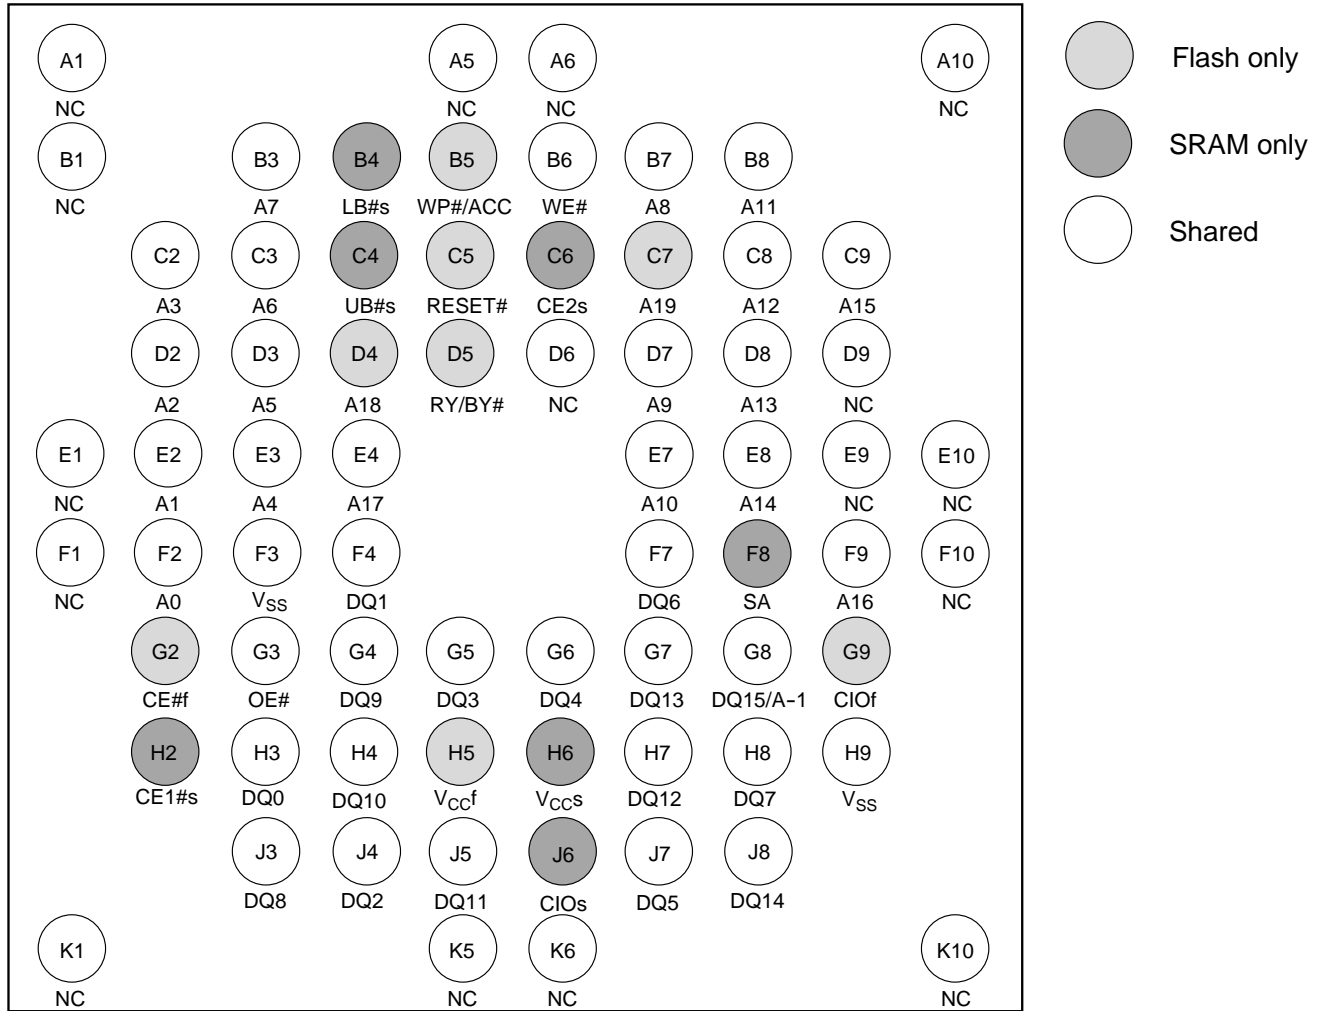 A1 A5 A6 A10 Flash only
NC NC NC NC
SRAM only
B1 B3 B4 B5 B6 B7 B8
NC A7 LB#s WP#/ACC WE# A8 A11
Shared
C2 C3 C4 C5 C6 C7 C8 C9
A3 A6 UB#s RESET# CE2s A19 A12 A15
D2 D3 D4 D5 D6 D7 D8 D9
A2 A5 A18 RY/BY# NC A9 A13 NC
E1 E2 E3 E4 E7 E8 E9 E10
NC A1 A4 A17 A10 A14 NC NC
F1 F2 F3 F4 F7 F8 F9 F10
NC A0 VSS DQ1 DQ6 SA A16 NC
G2 G3 G4 G5 G6 G7 G8 G9
CE#f OE# DQ9 DQ3 DQ4 DQ13 DQ15/A-1 CIOf
H2 H3 H4 H5 H6 H7 H8 H9
CE1#s DQ0 DQ10 VCCf VCCs DQ12 DQ7 VSS
J3 J4 J5 J6 J7 J8
DQ8 DQ2 DQ11 CIOs DQ5 DQ14
K1 K5 K6 K10
NC NC NC NC